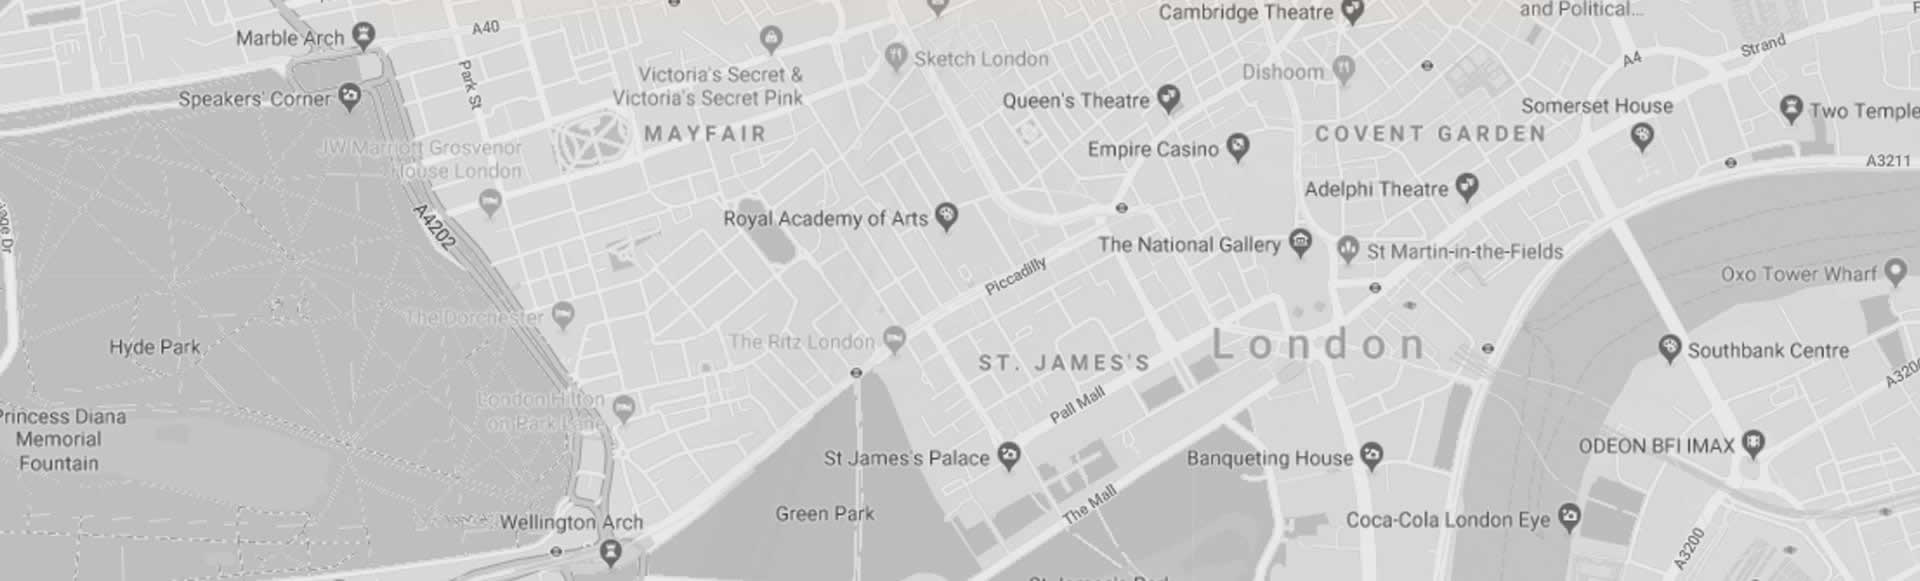 Cambridge Theatre
and Political...
Marble Arch
A40
Strand
A4
Sketch London
Victoria's Secret &
Victoria's Secret Pink
Park St
Dishoom
Speakers' Corner
Queen's Theatre
Somerset House
Two Temple
MAYFAIR
COVENT GARDEN
JW Marriott Grosvenor
House London
Empire Casino
A3211
Adelphi Theatre
A4202
Royal Academy of Arts
The National Gallery
St Martin-in-the-Fields
Piccadilly
Oxo Tower Wharf
The Dorchester
Hyde Park
The Ritz London
London
ST. JAMES'S
Southbank Centre
Pall Mall
London Hilton
on Park Lane
Princess Diana
Memorial
Fountain
St James's Palace
Banqueting House
ODEON BFI IMAX
The Mall
Green Park
Wellington Arch
Coca-Cola London Eye
A3200